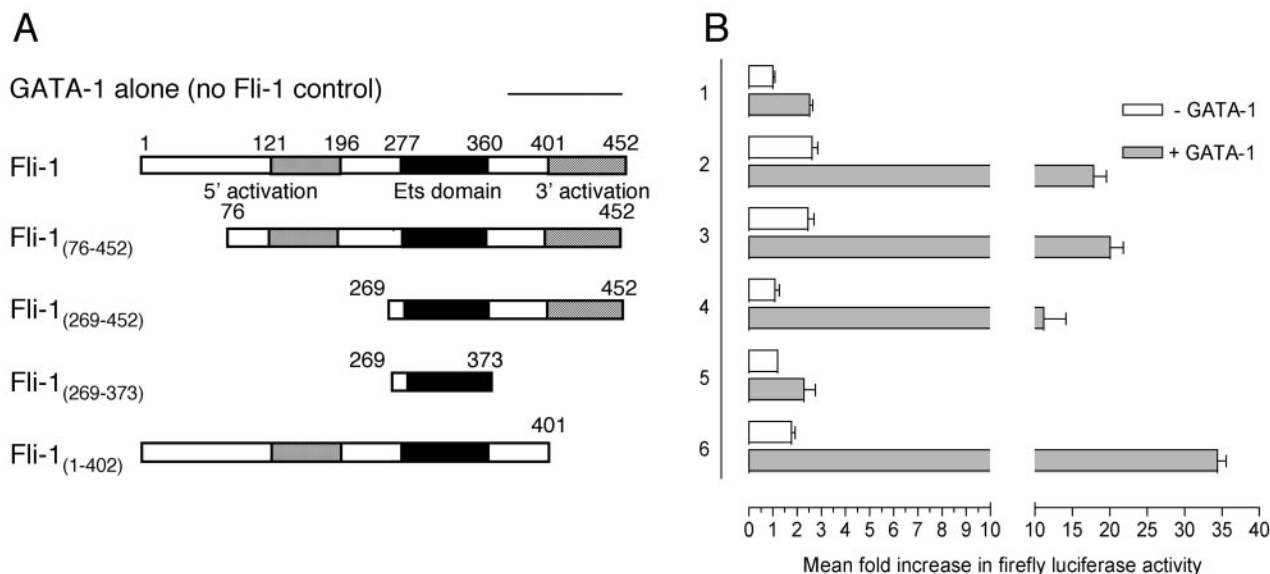 A
GATA-1 alone (no Fli-1 control)
1 121 196 277 360 401 452
Fli-1
5' activation Ets domain 3' activation
76 452
Fli-1(76-452)
269 452
Fli-1(269-452)
269 373
Fli-1(269-373)
401
Fli-1(1-402)
B
1
2
3
4
5
6
- GATA-1
+ GATA-1
0 1 2 3 4 5 6 7 8 9 10 10 15 20 25 30 35 40
Mean fold increase in firefly luciferase activity